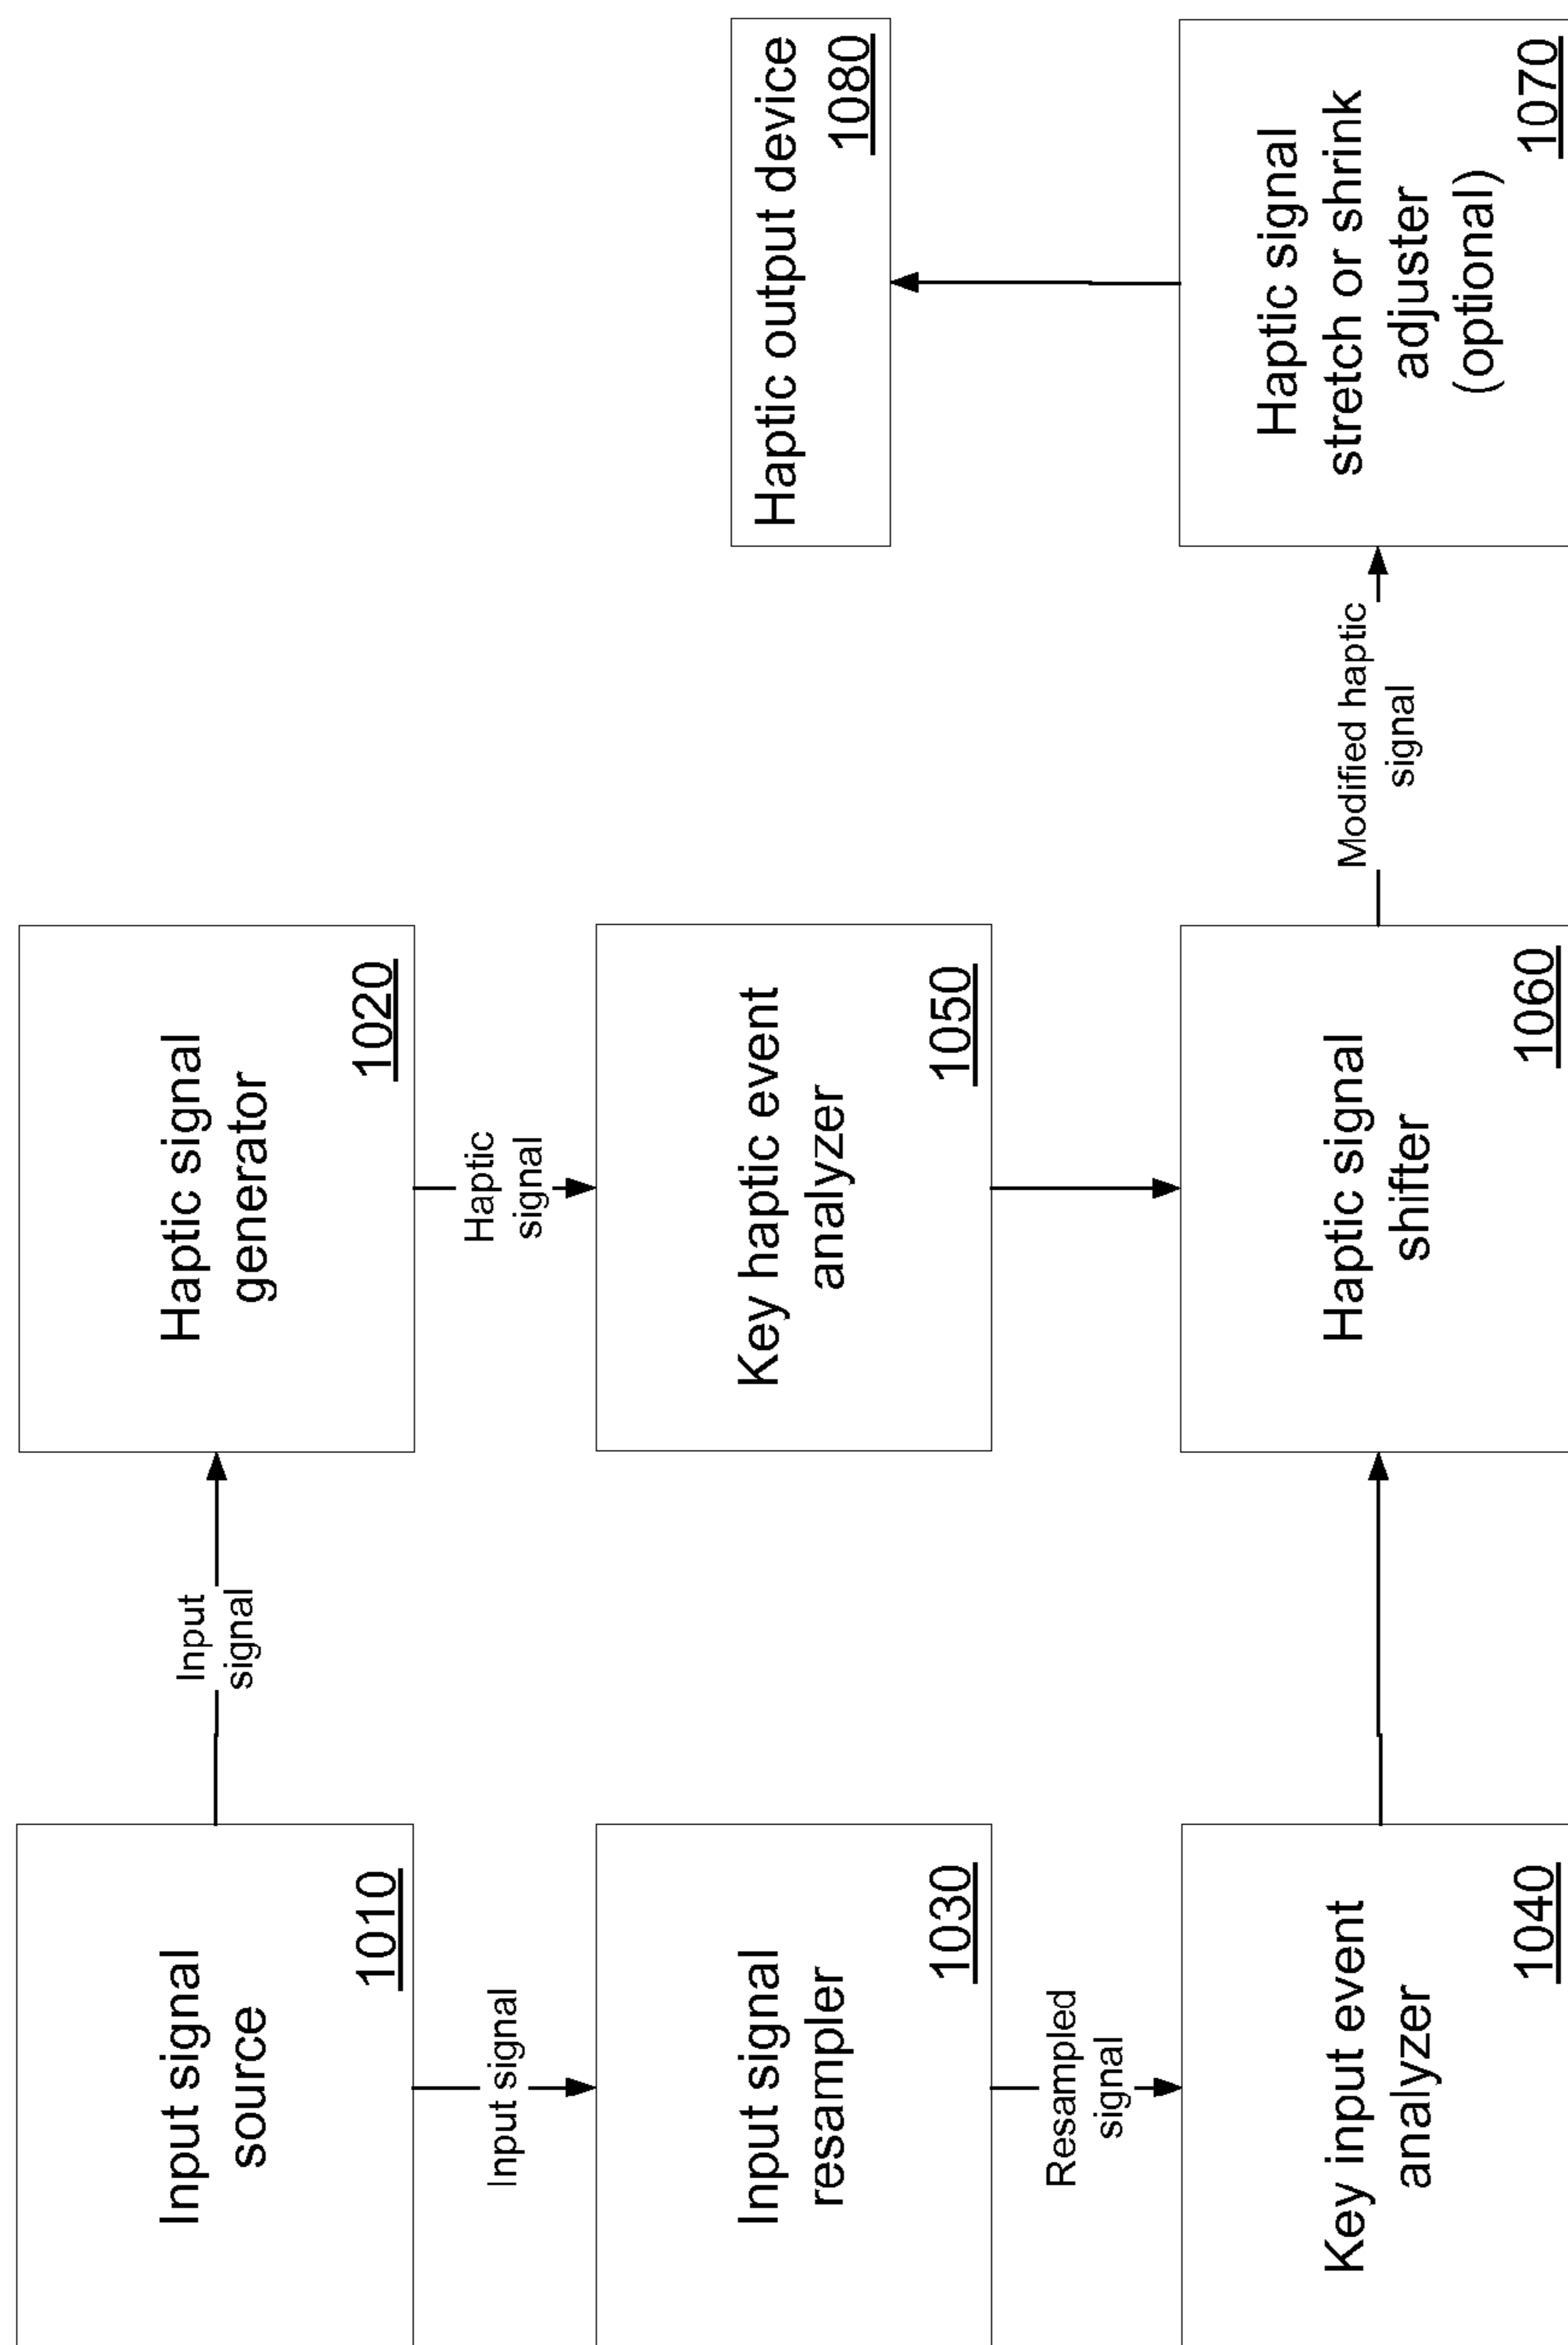 Input signal
source
1010
Input
signal
Haptic signal
generator
1020
Input signal
Haptic
signal
Input signal
resampler
1030
Key haptic event
analyzer
1050
Haptic output device
1080
Resampled
signal
Key input event
analyzer
1040
Haptic signal
shifter
1060
Modified haptic
signal
Haptic signal
stretch or shrink
adjuster
(optional)
1070